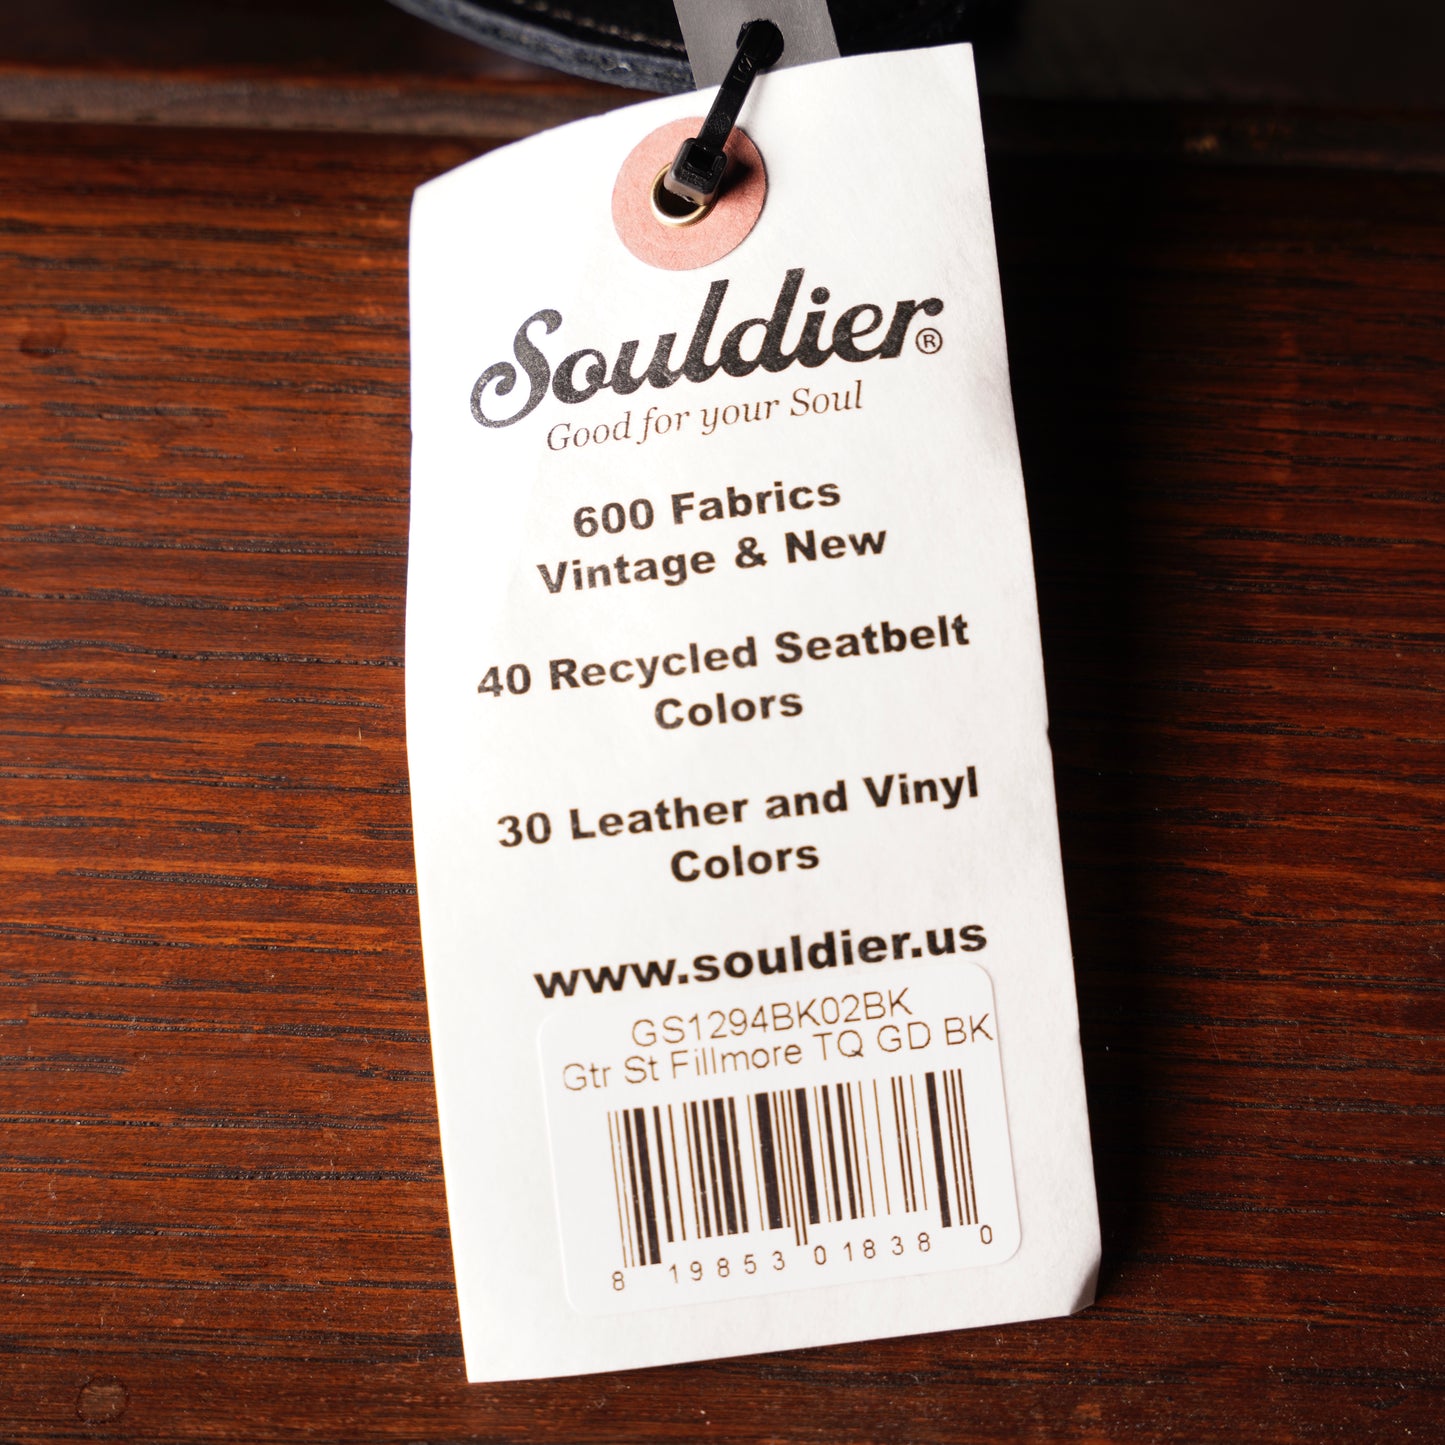 Souldier®
Good for your Soul
600 Fabrics
Vintage & New
40 Recycled Seatbelt
Colors
30 Leather and Vinyl
Colors
www.souldier.us
GS1294BK02BK
Gtr St Fillmore TQ GD BK
8 19853 01838 0